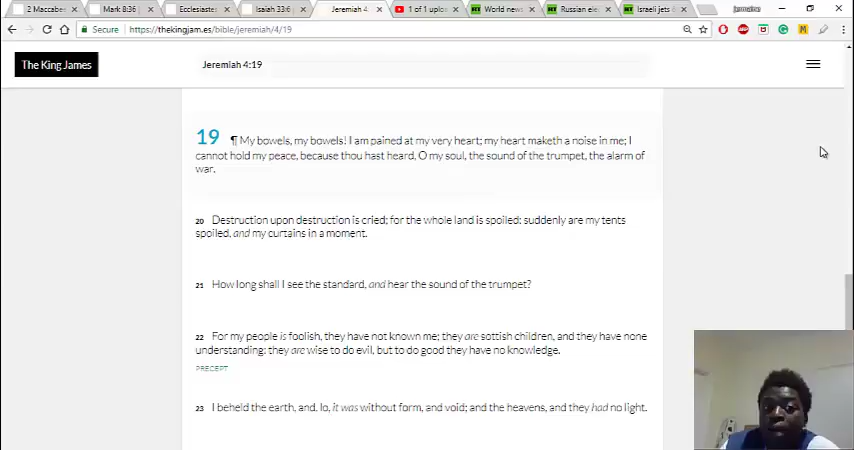 2 Maccabee
Mark 8:36
Ecclesiastes
Isaiah 33:6
Jeremiah 4:
1 of 1 uploa
World news
Russian ele
Israeli jets &
Secure https://thekingjam.es/bible/jeremiah/4/19
The King James
Jeremiah 4:19
19 ¶ My bowels, my bowels! I am pained at my very heart; my heart maketh a noise in me; I
cannot hold my peace, because thou hast heard, O my soul, the sound of the trumpet, the alarm of
war.
20 Destruction upon destruction is cried; for the whole land is spoiled: suddenly are my tents
spoiled, and my curtains in a moment.
21 How long shall I see the standard, and hear the sound of the trumpet?
22 For my people is foolish, they have not known me; they are sottish children, and they have none
understanding: they are wise to do evil, but to do good they have no knowledge.
PRECEPT
23 I beheld the earth, and, lo, it was without form, and void; and the heavens, and they had no light.